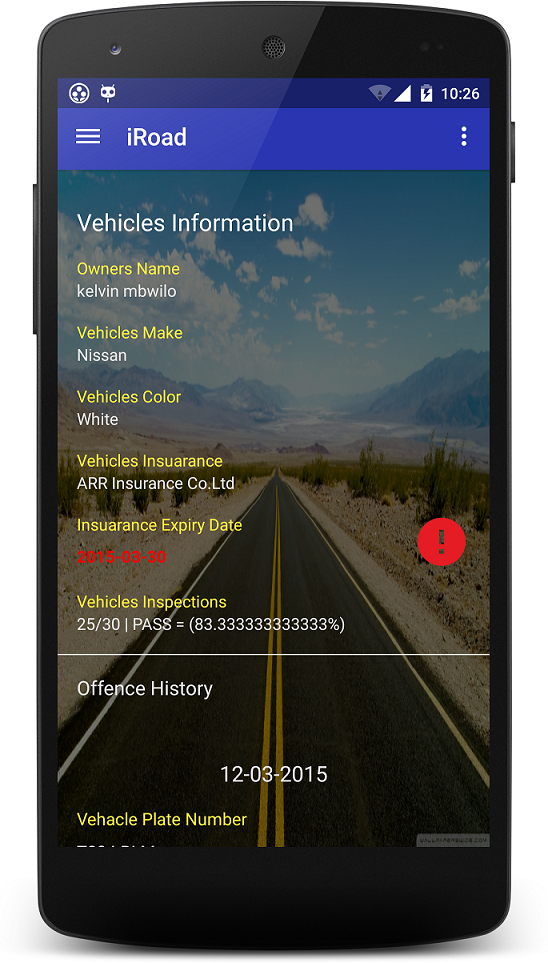 10:26
iRoad
Vehicles Information
Owners Name
kelvin mbwilo
Vehicles Make
Nissan
Vehicles Color
White
Vehicles Insuarance
ARR Insurance Co.Ltd
Insuarance Expiry Date
2015-03-30
!
Vehicles Inspections
25/30 | PASS = (83.333333333333%)
Offence History
12-03-2015
Vehacle Plate Number